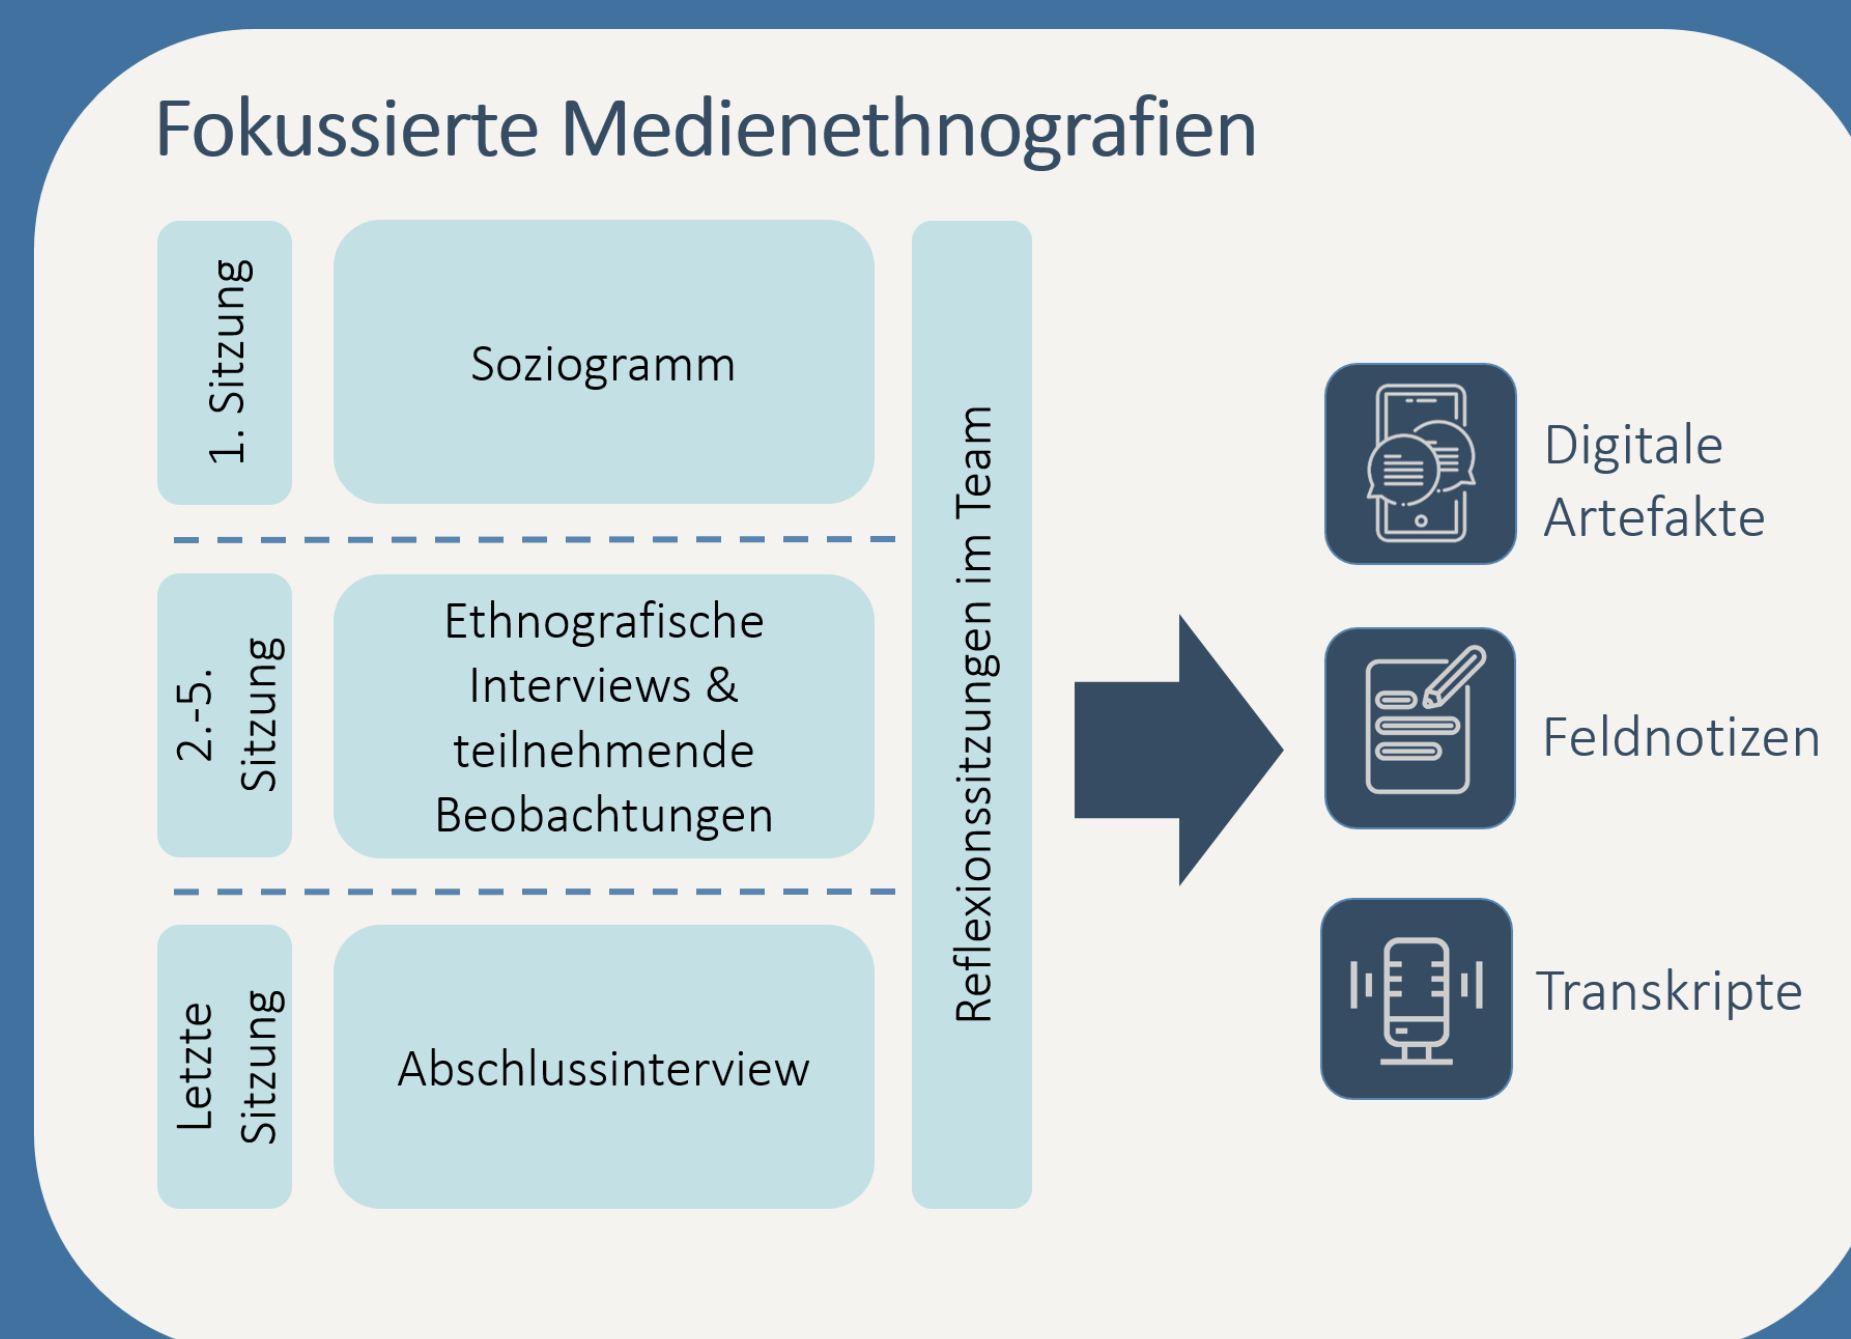 Fokussierte Medienethnografien
1. Sitzung
Soziogramm
2.-5.
Sitzung
Ethnografische
Interviews &
teilnehmende
Beobachtungen
Letzte
Sitzung
Abschlussinterview
Reflexionssitzungen im Team
Digitale
Artefakte
Feldnotizen
Transkripte